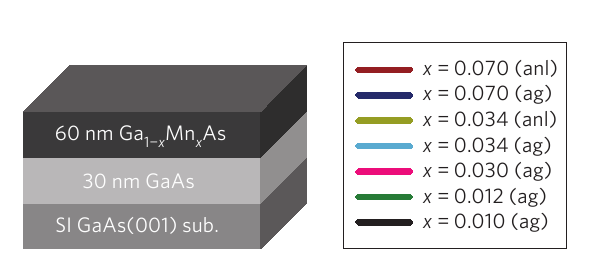 60 nm Ga1–xMnxAs
30 nm GaAs
SI GaAs(001) sub.
x = 0.070 (anl)
x = 0.070 (ag)
x = 0.034 (anl)
x = 0.034 (ag)
x = 0.030 (ag)
x = 0.012 (ag)
x = 0.010 (ag)